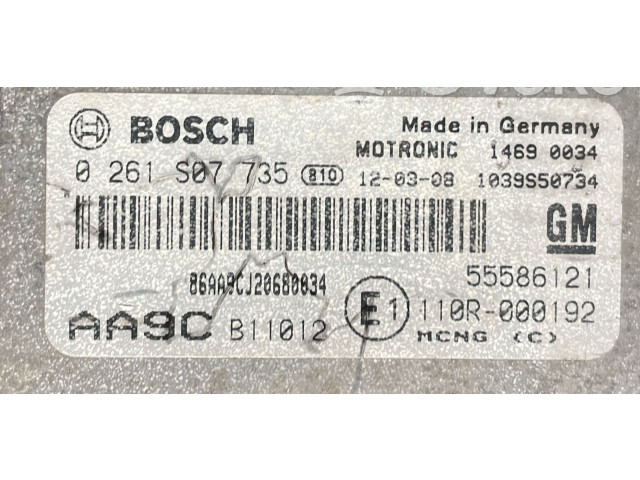 BOSCH Made in Germany
MOTRONIC 1469 0034
0 261 S07 735 810 12-03-08 1039S50734
GM
86AA9CJ20680034 55586121
AA9C B11012 E1 110R-000192
MCNG (C)